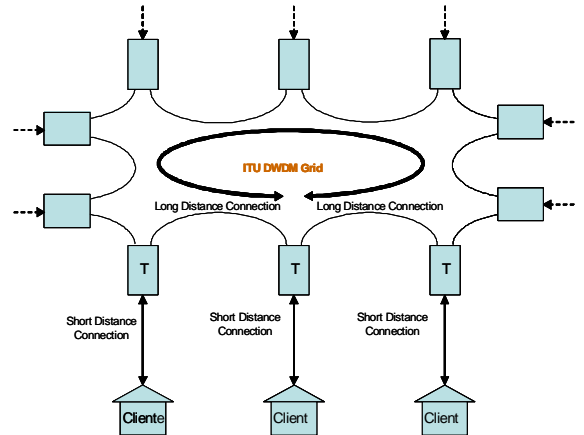 ITU DWDM Grid
Long Distance Connection
Long Distance Connection
T
T
T
Short Distance
Connection
Short Distance
Connection
Short Distance
Connection
Cliente
Client
Client